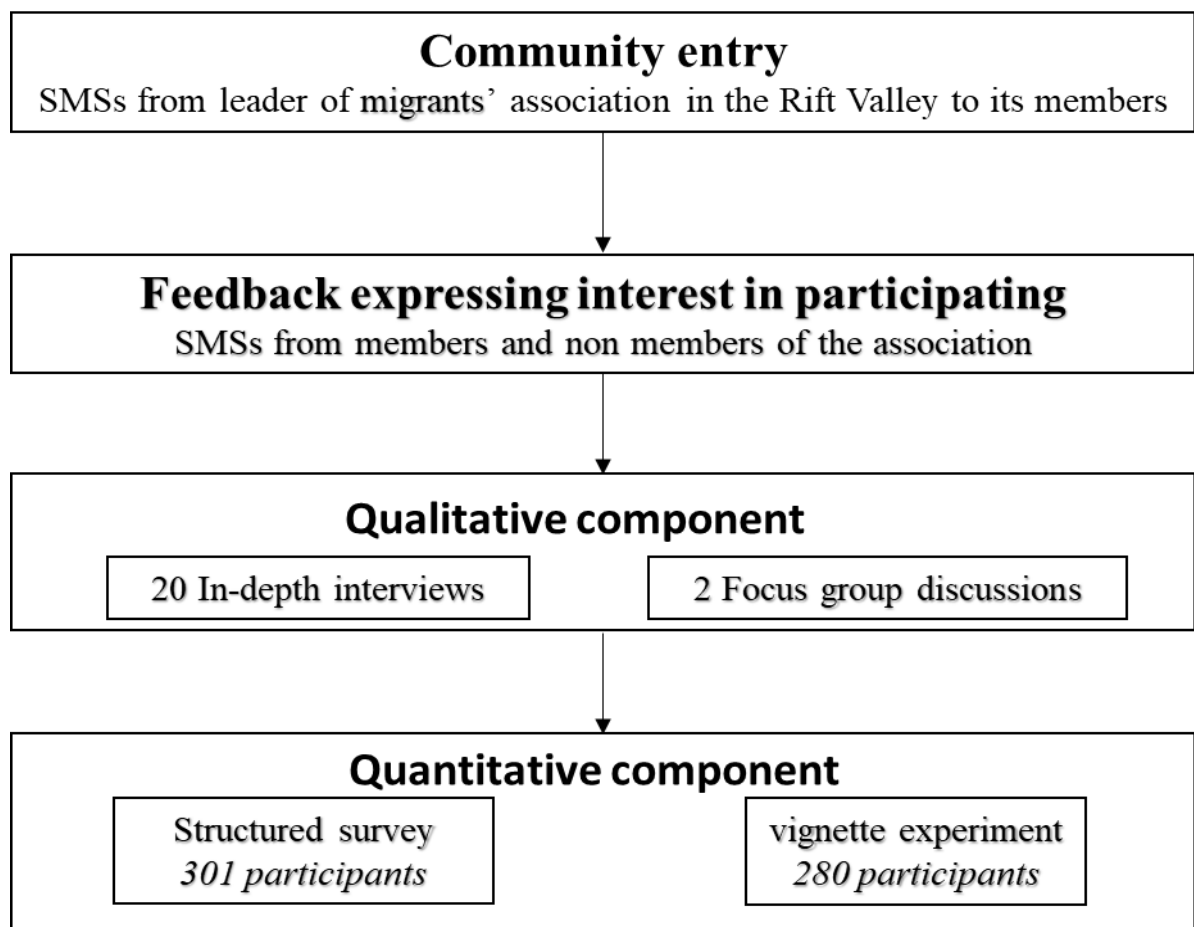 Community entry
SMSs from leader of migrants’ association in the Rift Valley to its members
Feedback expressing interest in participating
SMSs from members and non members of the association
Qualitative component
20 In-depth interviews
2 Focus group discussions
Quantitative component
Structured survey
301 participants
vignette experiment
280 participants